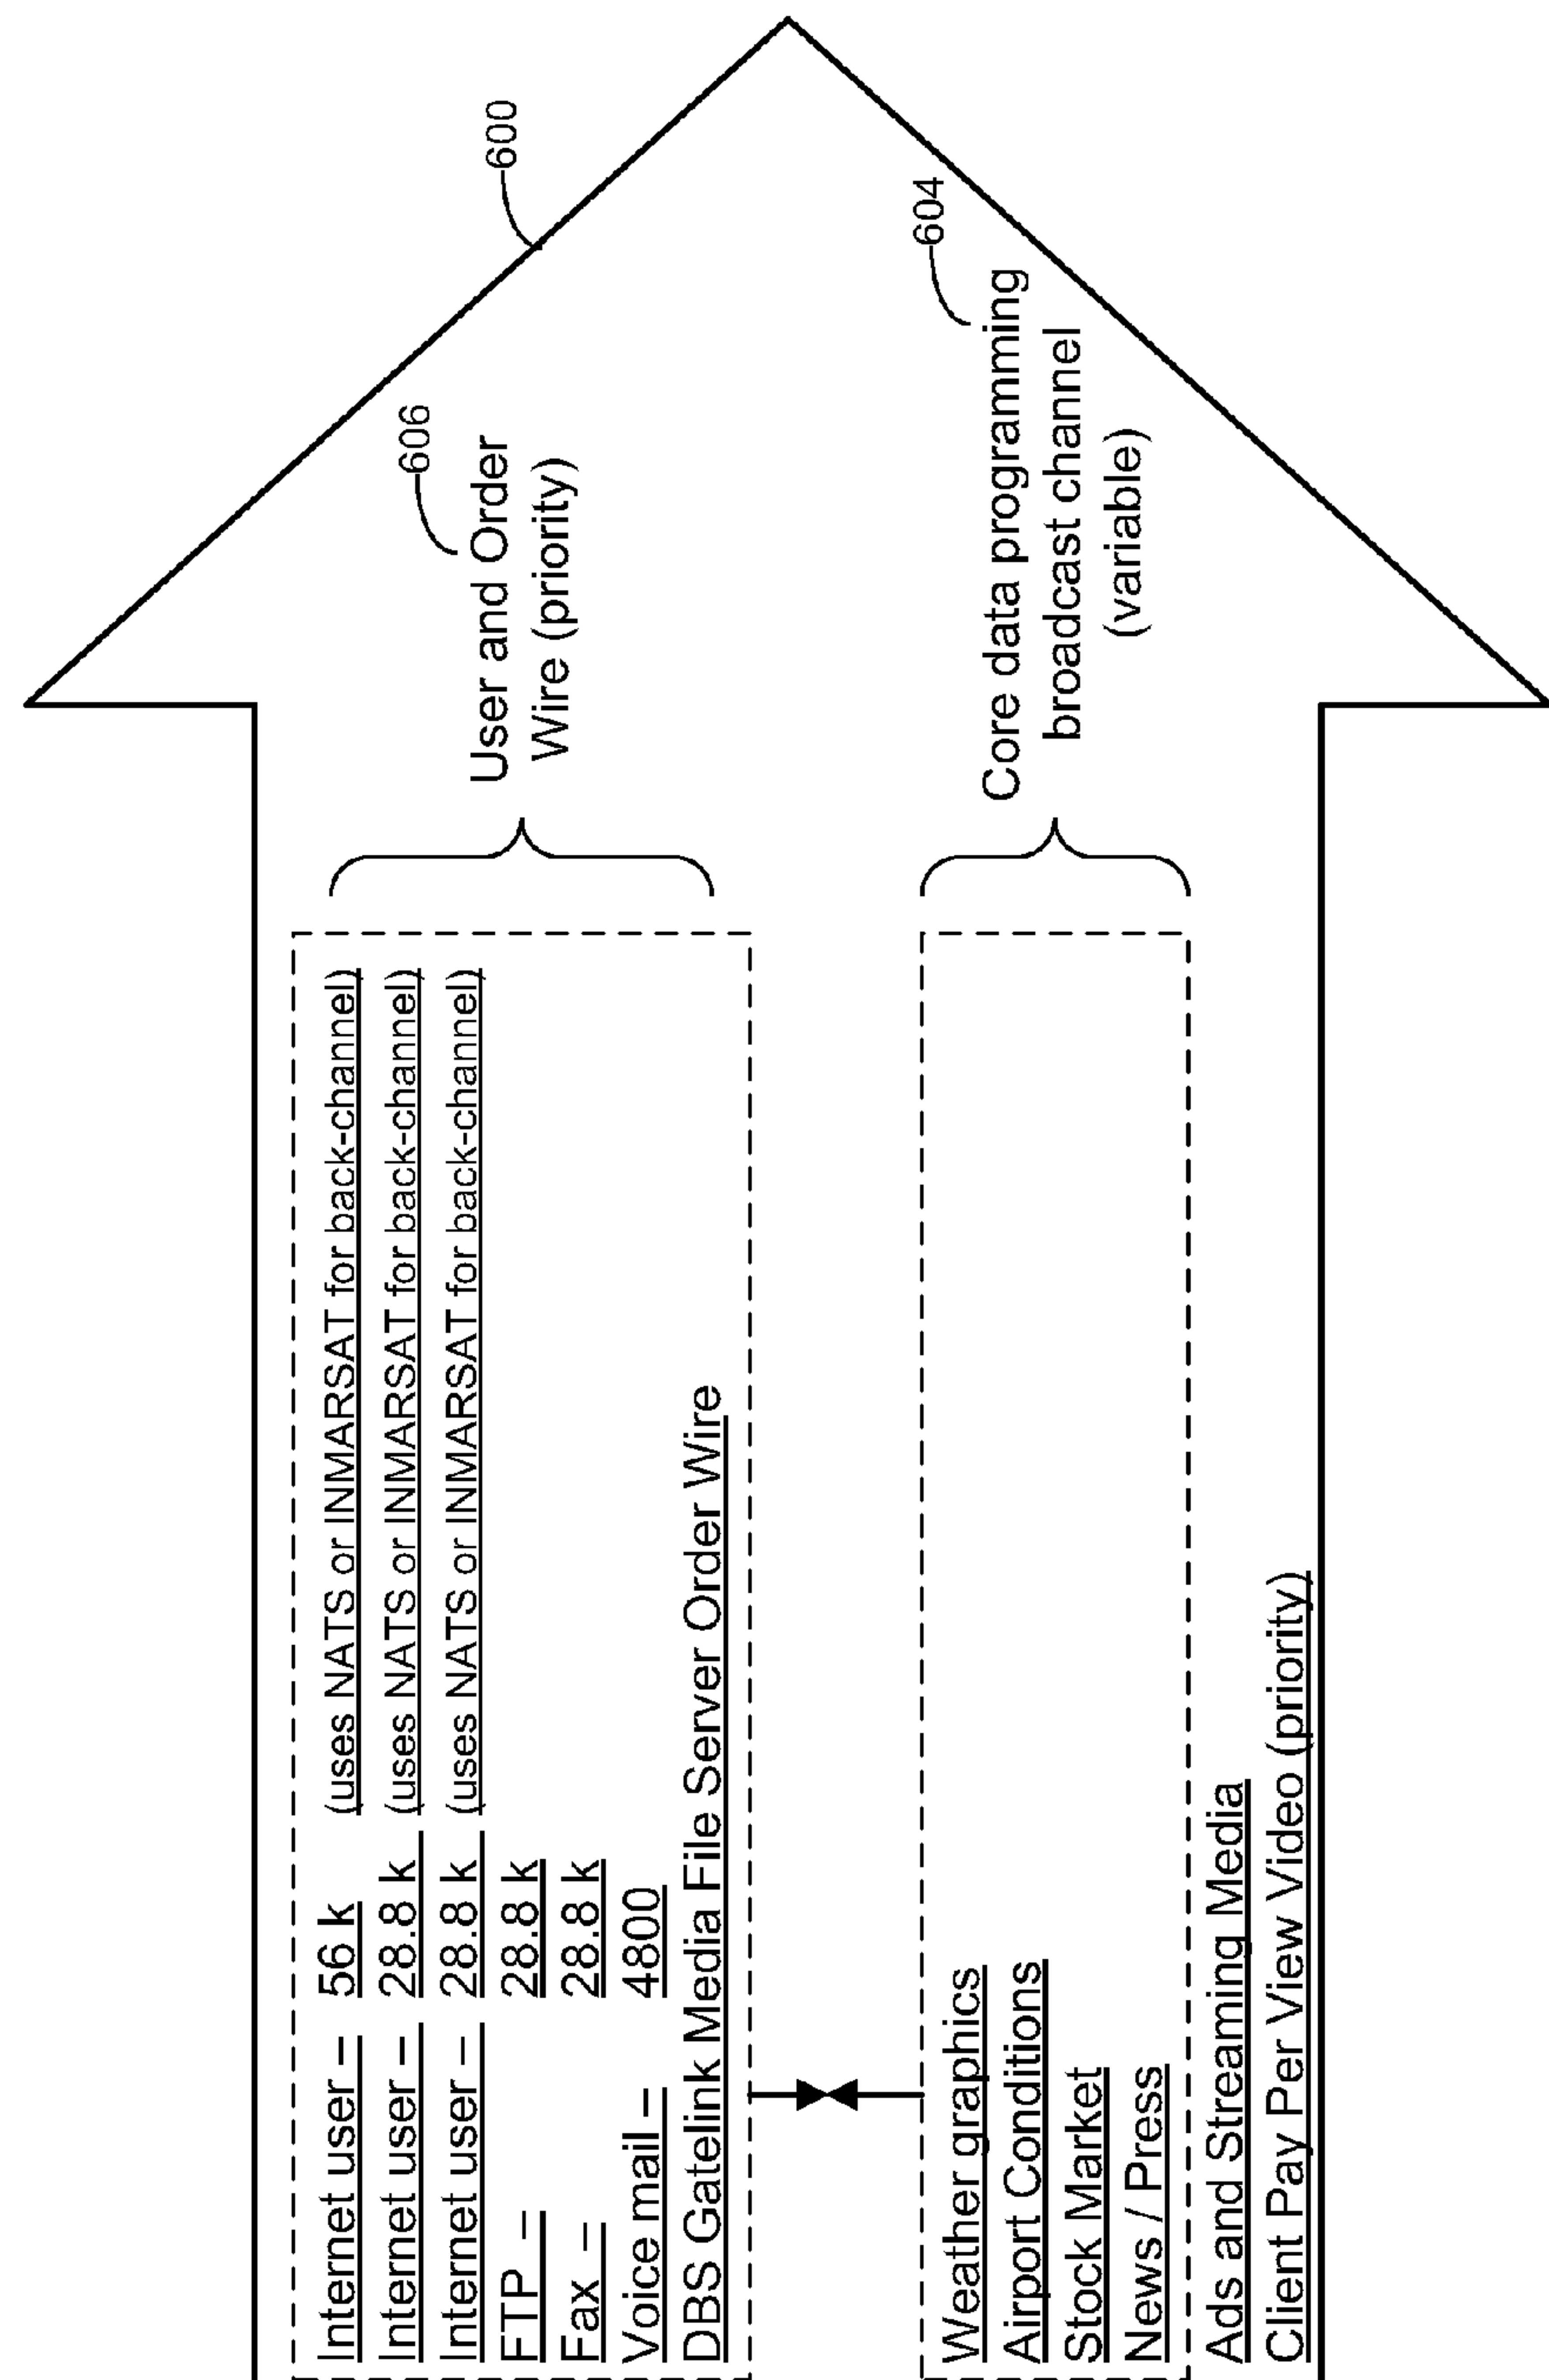 600
606
User and Order
Wire (priority)
604
Core data programming
broadcast channel
(variable)
Internet user – 56 k (uses NATS or INMARSAT for back-channel)
Internet user – 28.8 k (uses NATS or INMARSAT for back-channel)
Internet user – 28.8 k (uses NATS or INMARSAT for back-channel)
FTP – 28.8 k
Fax – 28.8 k
Voice mail – 4800
DBS Gatelink Media File Server Order Wire
Weather graphics
Airport Conditions
Stock Market
News / Press
Ads and Streaming Media
Client Pay Per View Video (priority)